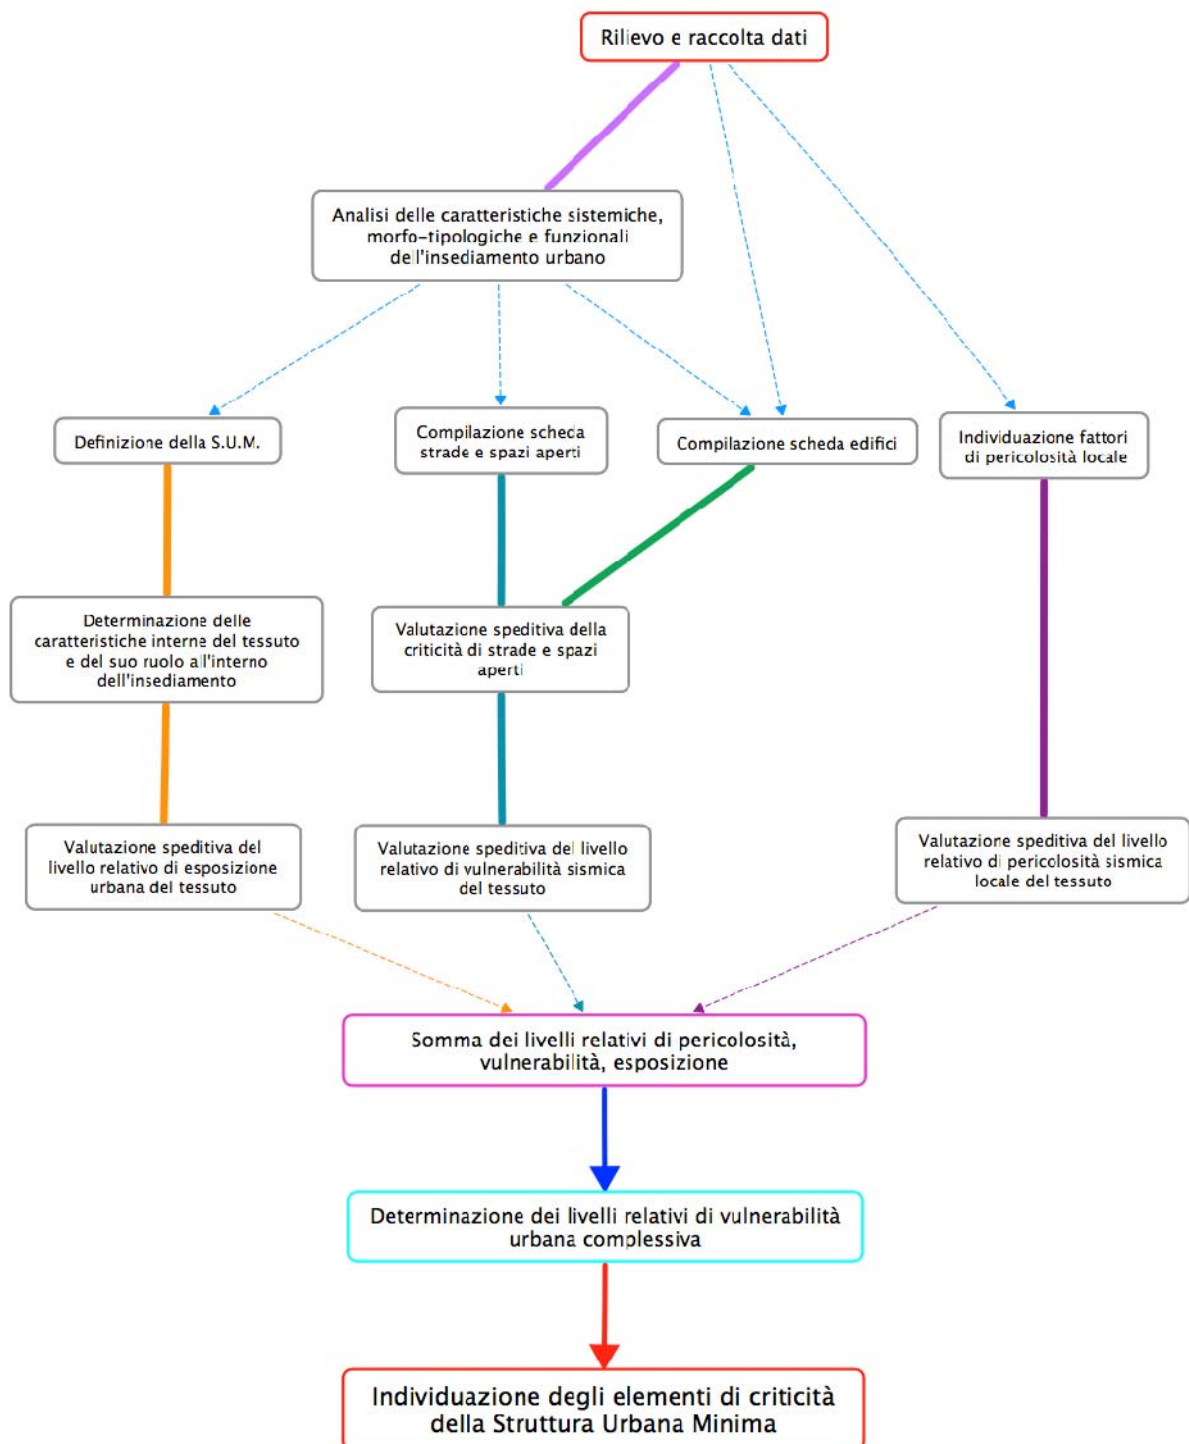 Rilievo e raccolta dati
Analisi delle caratteristiche sistemiche,
morfo-tipologiche e funzionali
dell'insediamento urbano
Definizione della S.U.M.
Compilazione scheda
strade e spazi aperti
Compilazione scheda edifici
Individuazione fattori
di pericolosità locale
Determinazione delle
caratteristiche interne del tessuto
e del suo ruolo all'interno
dell'insediamento
Valutazione speditiva della
criticità di strade e spazi
aperti
Valutazione speditiva del
livello relativo di esposizione
urbana del tessuto
Valutazione speditiva del livello
relativo di vulnerabilità sismica
del tessuto
Valutazione speditiva del livello
relativo di pericolosità sismica
locale del tessuto
Somma dei livelli relativi di pericolosità,
vulnerabilità, esposizione
Determinazione dei livelli relativi di vulnerabilità
urbana complessiva
Individuazione degli elementi di criticità
della Struttura Urbana Minima